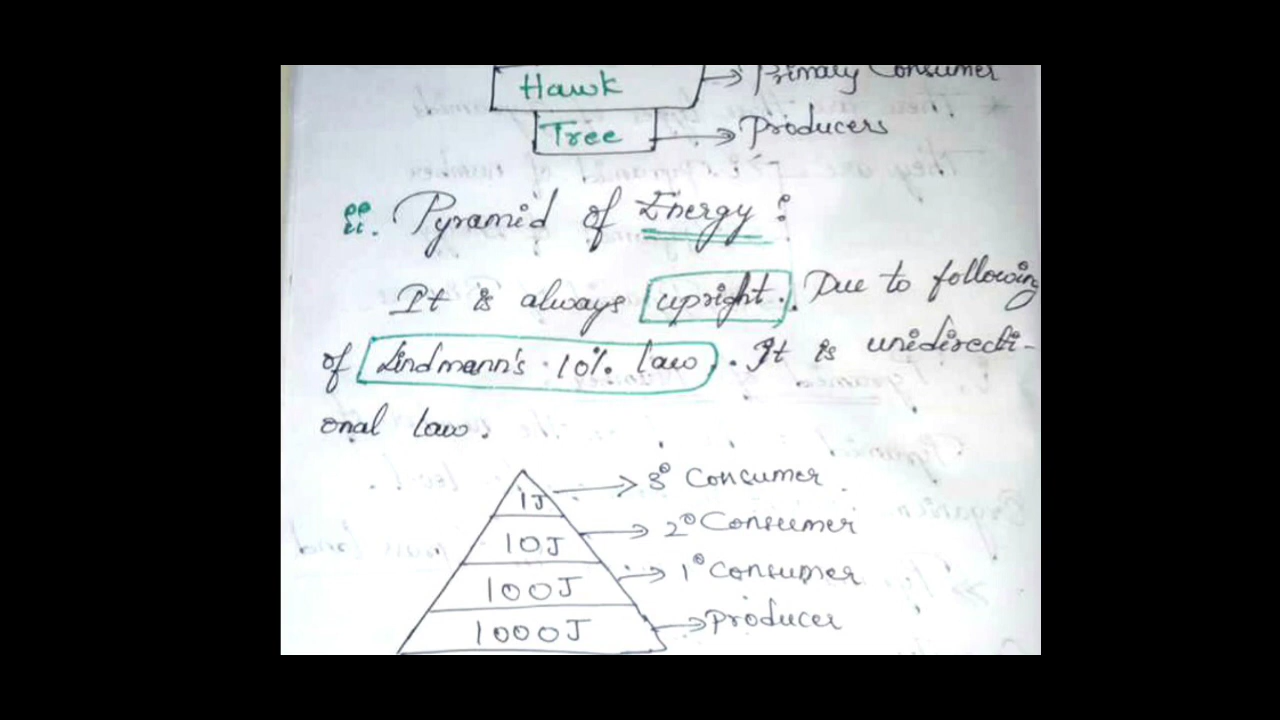 Hawk → Primary Consumer
Tree → Producers
ii. Pyramid of Energy :
It is always upright. Due to following
of Lindmann's 10% law. It is unidirecti-
onal law.
1J → 3° Consumer
10J → 2° Consumer
100J → 1° Consumer
1000J → Producer